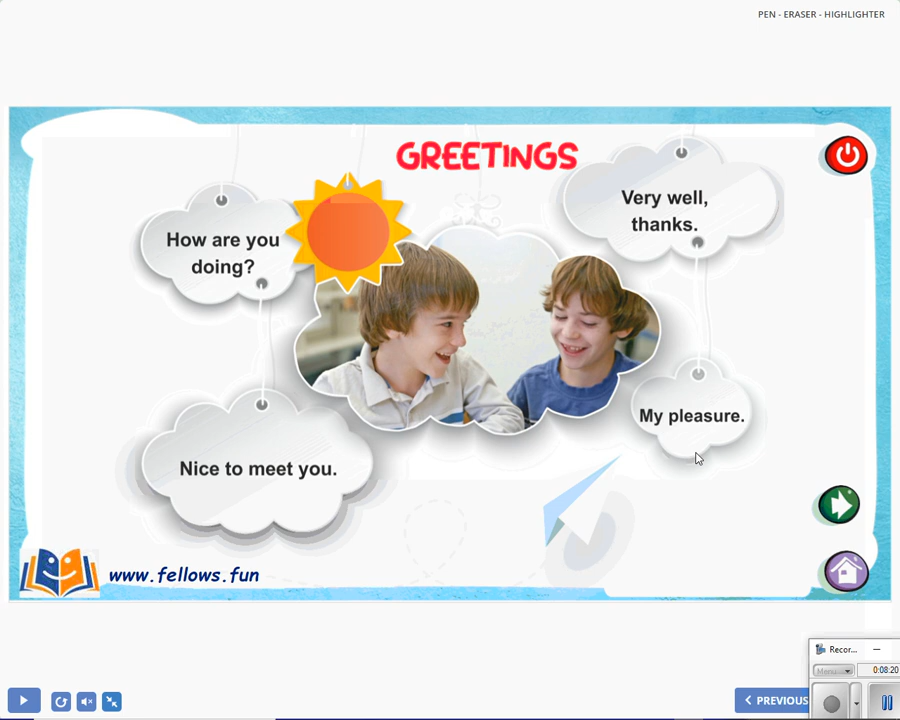 PEN - ERASER - HIGHLIGHTER
GREETINGS
How are you
doing?
Very well,
thanks.
Nice to meet you.
My pleasure.
www.fellows.fun
PREVIOUS
Recor...
0:08:20